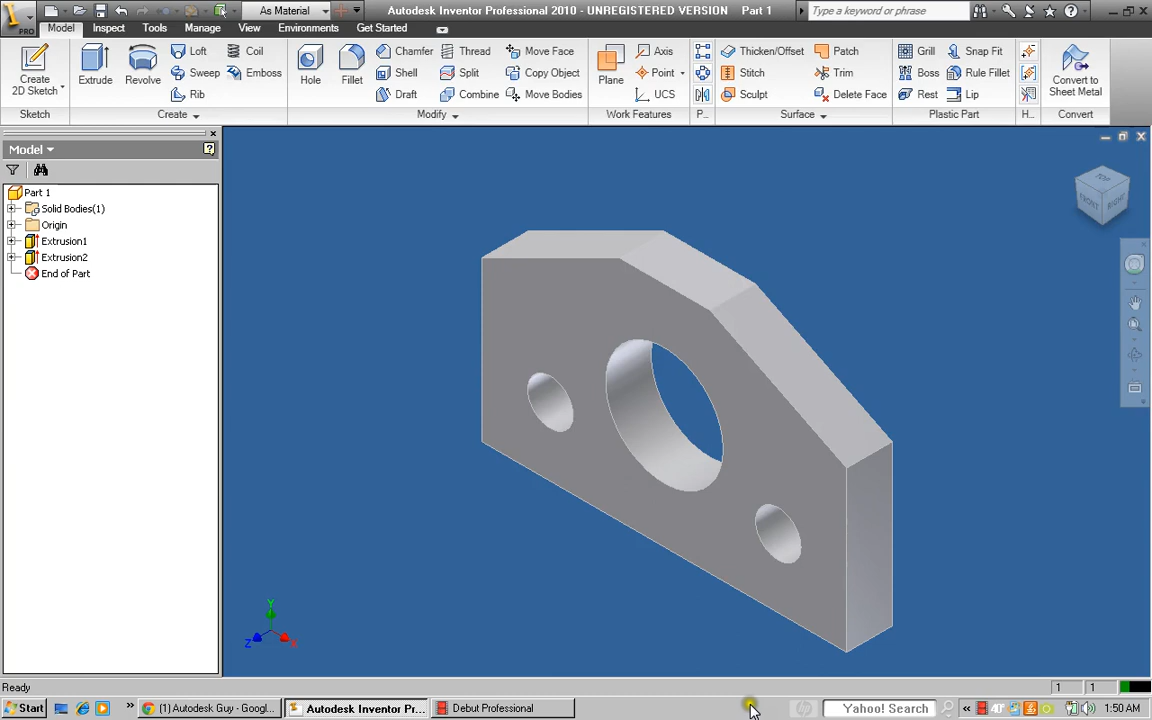 As Material
Autodesk Inventor Professional 2010 - UNREGISTERED VERSION Part 1
Type a keyword or phrase
PRO
Model Inspect Tools Manage View Environments Get Started
Create
2D Sketch
Extrude
Revolve
Loft
Sweep
Rib
Coil
Emboss
Hole
Fillet
Chamfer
Shell
Draft
Thread
Split
Combine
Move Face
Copy Object
Move Bodies
Plane
Axis
Point
UCS
Thicken/Offset
Stitch
Sculpt
Patch
Trim
Delete Face
Grill
Boss
Rest
Snap Fit
Rule Fillet
Lip
Convert to
Sheet Metal
Sketch
Create
Modify
Work Features
P...
Surface
Plastic Part
H...
Convert
Model
Part 1
Solid Bodies(1)
Origin
Extrusion1
Extrusion2
End of Part
TOP
FRONT
RIGHT
Y
Z
X
Ready
1
1
Start
(1) Autodesk Guy - Googl...
Autodesk Inventor Pr...
Debut Professional
Yahoo! Search
1:50 AM